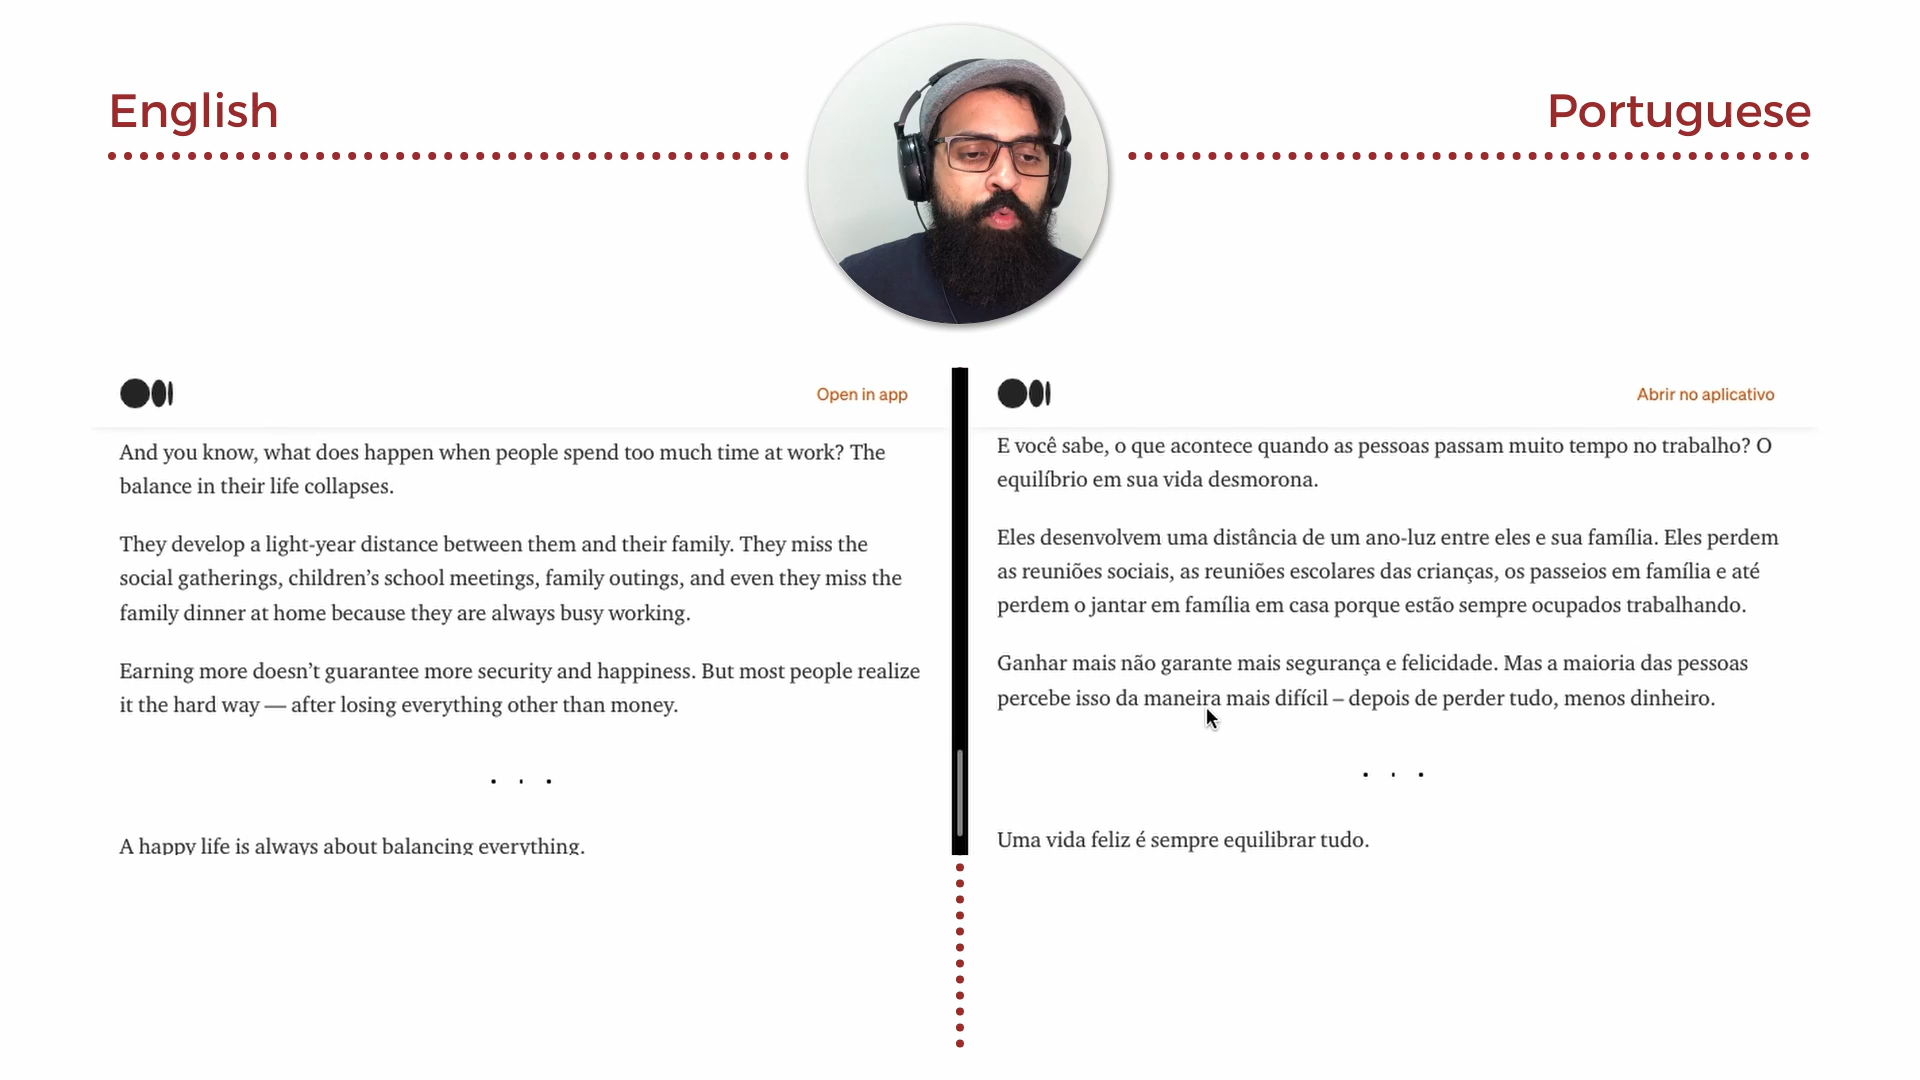 English
Portuguese
Open in app
And you know, what does happen when people spend too much time at work? The
balance in their life collapses.
They develop a light-year distance between them and their family. They miss the
social gatherings, children’s school meetings, family outings, and even they miss the
family dinner at home because they are always busy working.
Earning more doesn’t guarantee more security and happiness. But most people realize
it the hard way — after losing everything other than money.
. . .
A happy life is always about balancing everything.
Abrir no aplicativo
E você sabe, o que acontece quando as pessoas passam muito tempo no trabalho? O
equilíbrio em sua vida desmorona.
Eles desenvolvem uma distância de um ano-luz entre eles e sua família. Eles perdem
as reuniões sociais, as reuniões escolares das crianças, os passeios em família e até
perdem o jantar em família em casa porque estão sempre ocupados trabalhando.
Ganhar mais não garante mais segurança e felicidade. Mas a maioria das pessoas
percebe isso da maneira mais difícil – depois de perder tudo, menos dinheiro.
. . .
Uma vida feliz é sempre equilibrar tudo.